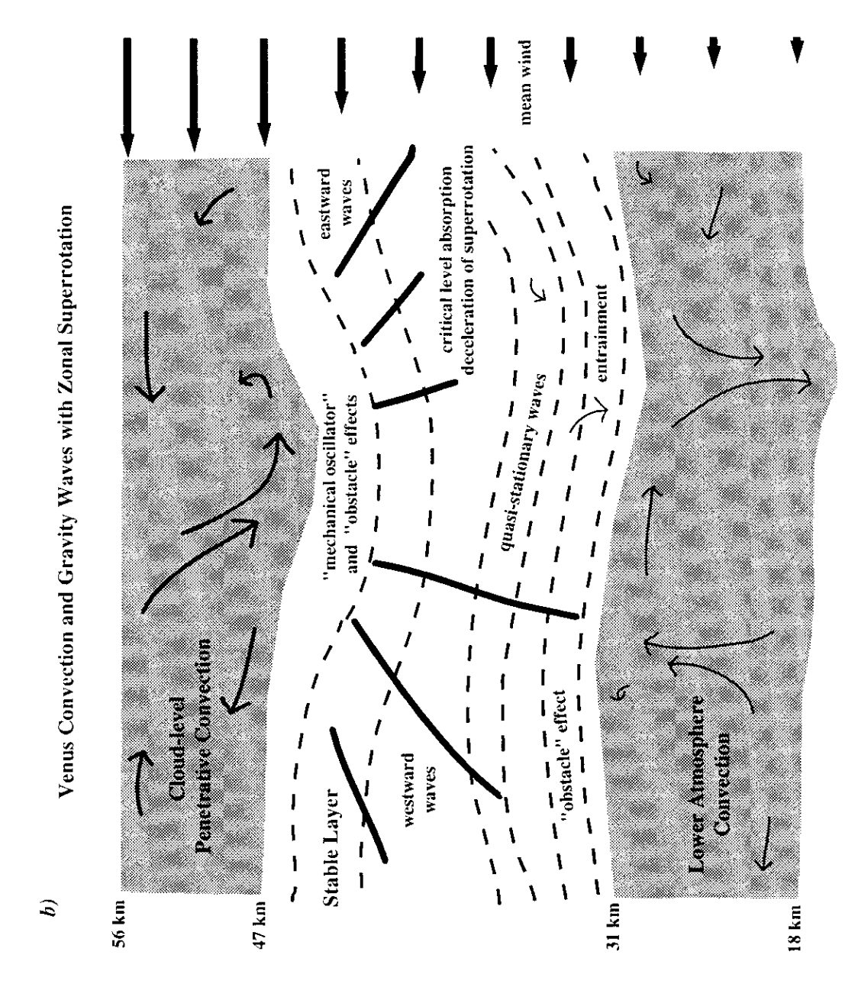 b)
Venus Convection and Gravity Waves with Zonal Superrotation
56 km
Cloud-level
Penetrative Convection
47 km
Stable Layer
"mechanical oscillator"
and "obstacle" effects
eastward
waves
westward
waves
critical level absorption
deceleration of superrotation
quasi-stationary waves
mean wind
"obstacle" effect
entrainment
31 km
Lower Atmosphere
Convection
18 km